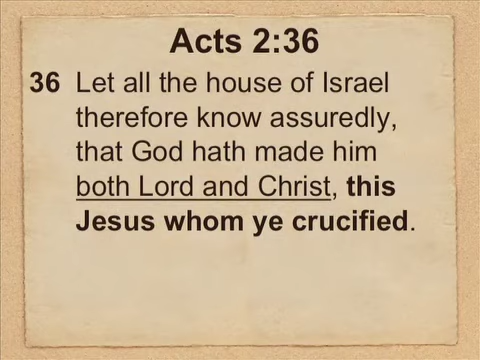 Acts 2:36
36 Let all the house of Israel
therefore know assuredly,
that God hath made him
both Lord and Christ, this
Jesus whom ye crucified.